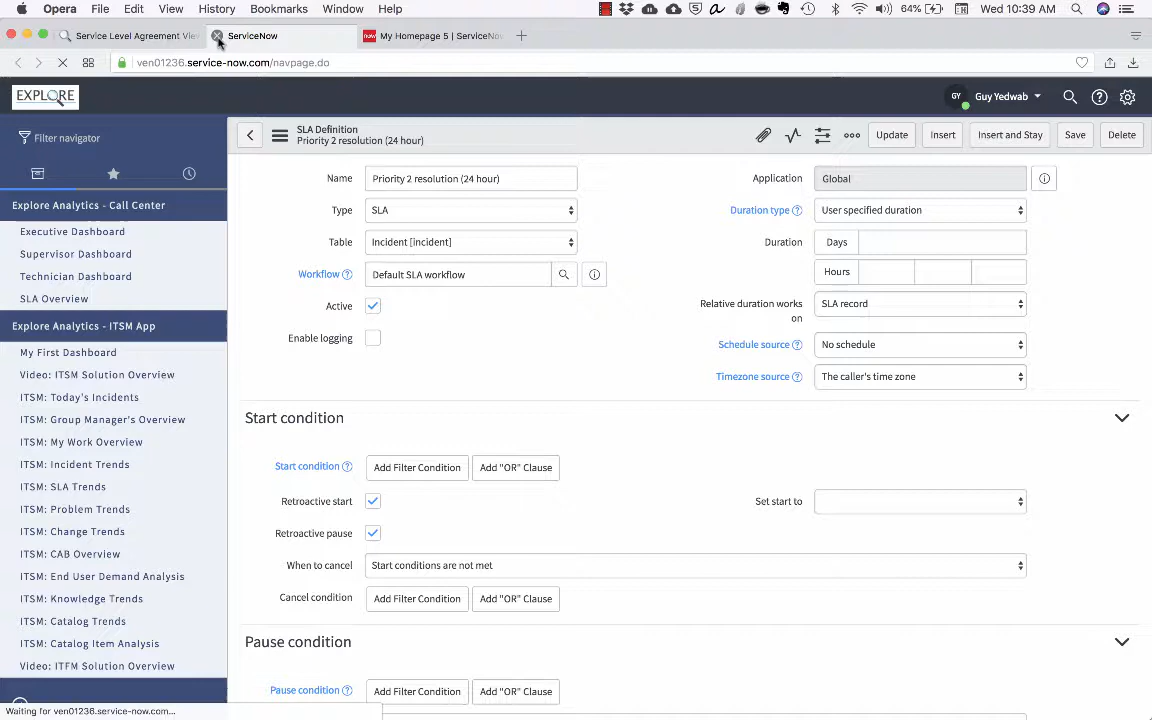 Opera File Edit View History Bookmarks Window Help 64% Wed 10:39 AM
Service Level Agreement Vie ServiceNow now My Homepage 5 | ServiceNo
ven01236.service-now.com/navpage.do
EXPLORE GY Guy Yedwab
Filter navigator
SLA Definition
Priority 2 resolution (24 hour)
Update Insert Insert and Stay Save Delete
Explore Analytics - Call Center
Executive Dashboard
Supervisor Dashboard
Technician Dashboard
SLA Overview
Explore Analytics - ITSM App
My First Dashboard
Video: ITSM Solution Overview
ITSM: Today's Incidents
ITSM: Group Manager's Overview
ITSM: My Work Overview
ITSM: Incident Trends
ITSM: SLA Trends
ITSM: Problem Trends
ITSM: Change Trends
ITSM: CAB Overview
ITSM: End User Demand Analysis
ITSM: Knowledge Trends
ITSM: Catalog Trends
ITSM: Catalog Item Analysis
Video: ITFM Solution Overview
Name Priority 2 resolution (24 hour)
Type SLA
Table Incident [incident]
Workflow Default SLA workflow
Active
Enable logging
Application Global
Duration type User specified duration
Duration Days
Hours
Relative duration works
on
SLA record
Schedule source No schedule
Timezone source The caller's time zone
Start condition
Start condition Add Filter Condition Add "OR" Clause
Retroactive start Set start to
Retroactive pause
When to cancel Start conditions are not met
Cancel condition Add Filter Condition Add "OR" Clause
Pause condition
Pause condition Add Filter Condition Add "OR" Clause
Waiting for ven01236.service-now.com...